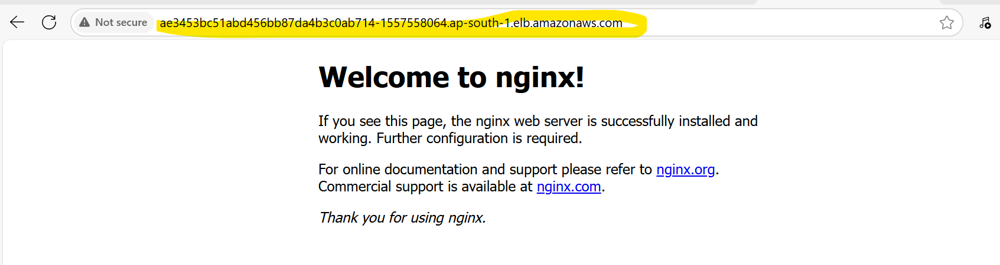 Not secure ae3453bc51abd456bb87da4b3c0ab714-1557558064.ap-south-1.elb.amazonaws.com
Welcome to nginx!
If you see this page, the nginx web server is successfully installed and
working. Further configuration is required.
For online documentation and support please refer to nginx.org.
Commercial support is available at nginx.com.
Thank you for using nginx.